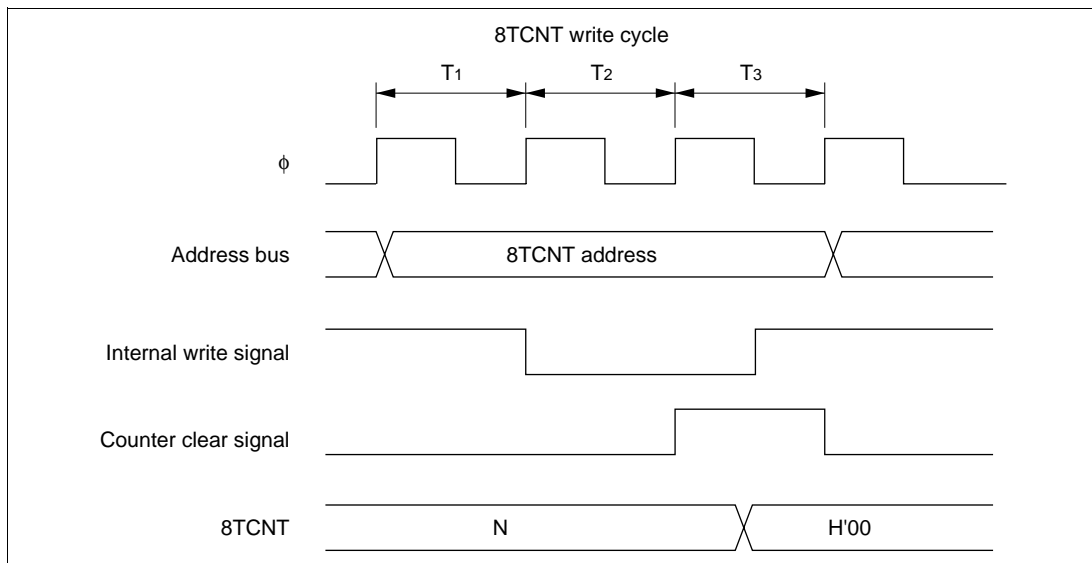 8TCNT write cycle
T1 T2 T3
ϕ
Address bus 8TCNT address
Internal write signal
Counter clear signal
8TCNT N H'00